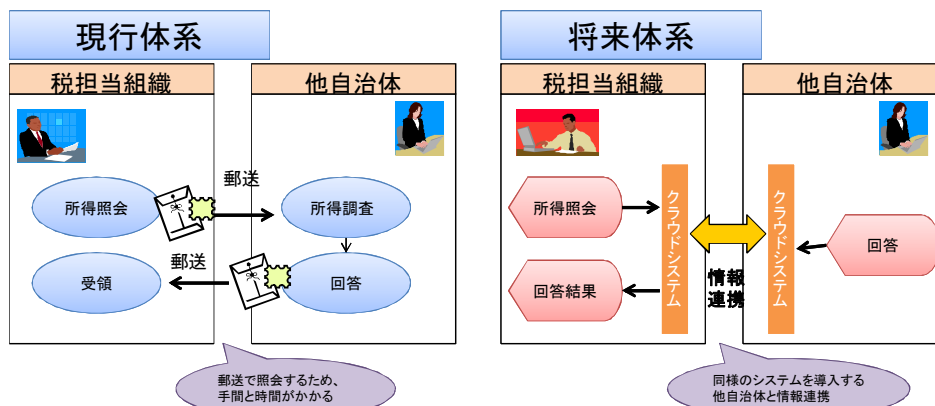 現行体系
税担当組織
他自治体
郵送
所得照会
所得調査
郵送
受領
回答
郵送で照会するため、
手間と時間がかかる
将来体系
税担当組織
他自治体
所得照会
クラウドシステム
クラウドシステム
回答
情報
連携
回答結果
同様のシステムを導入する
他自治体と情報連携